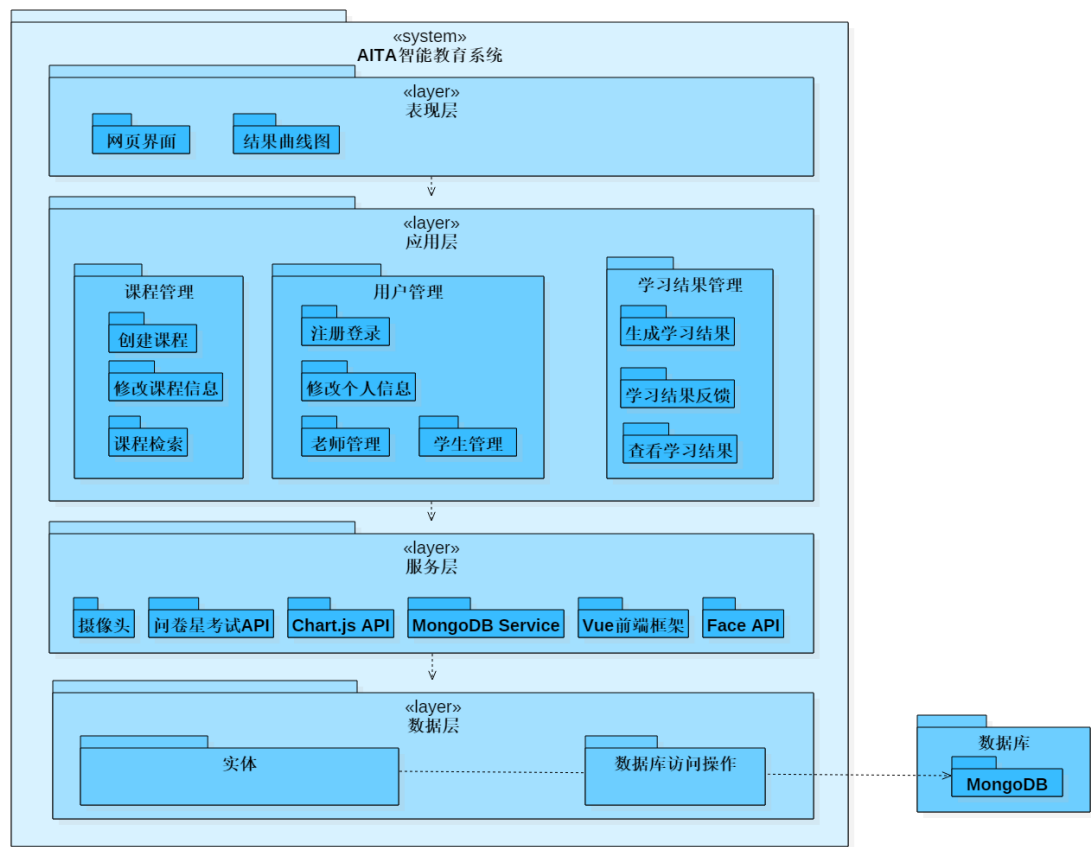 «system»
AITA智能教育系统
«layer»
表现层
网页界面
结果曲线图
«layer»
应用层
课程管理
创建课程
修改课程信息
课程检索
用户管理
注册登录
修改个人信息
老师管理
学生管理
学习结果管理
生成学习结果
学习结果反馈
查看学习结果
«layer»
服务层
摄像头
问卷星考试API
Chart.js API
MongoDB Service
Vue前端框架
Face API
«layer»
数据层
实体
数据库访问操作
数据库
MongoDB